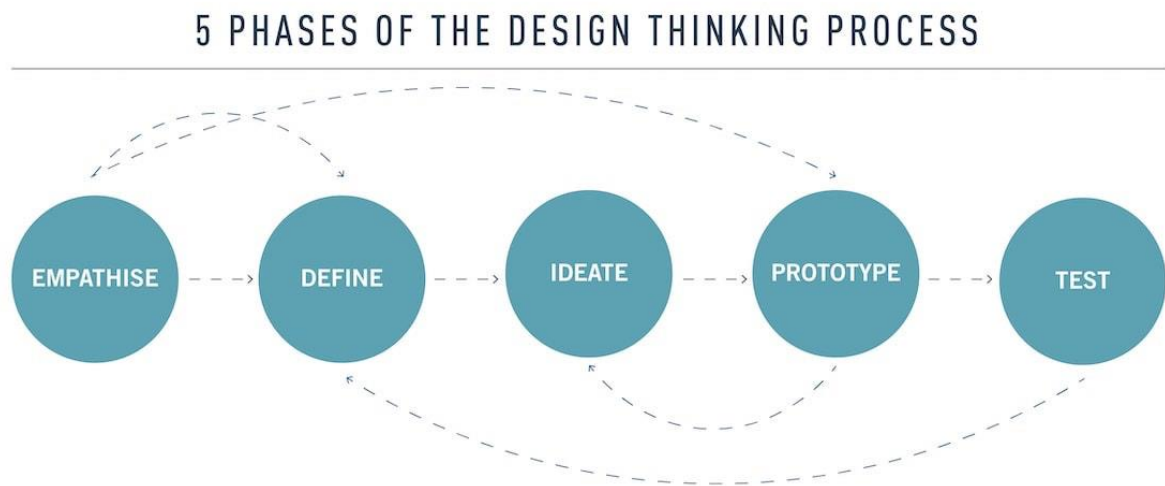 5 PHASES OF THE DESIGN THINKING PROCESS
EMPATHISE
DEFINE
IDEATE
PROTOTYPE
TEST